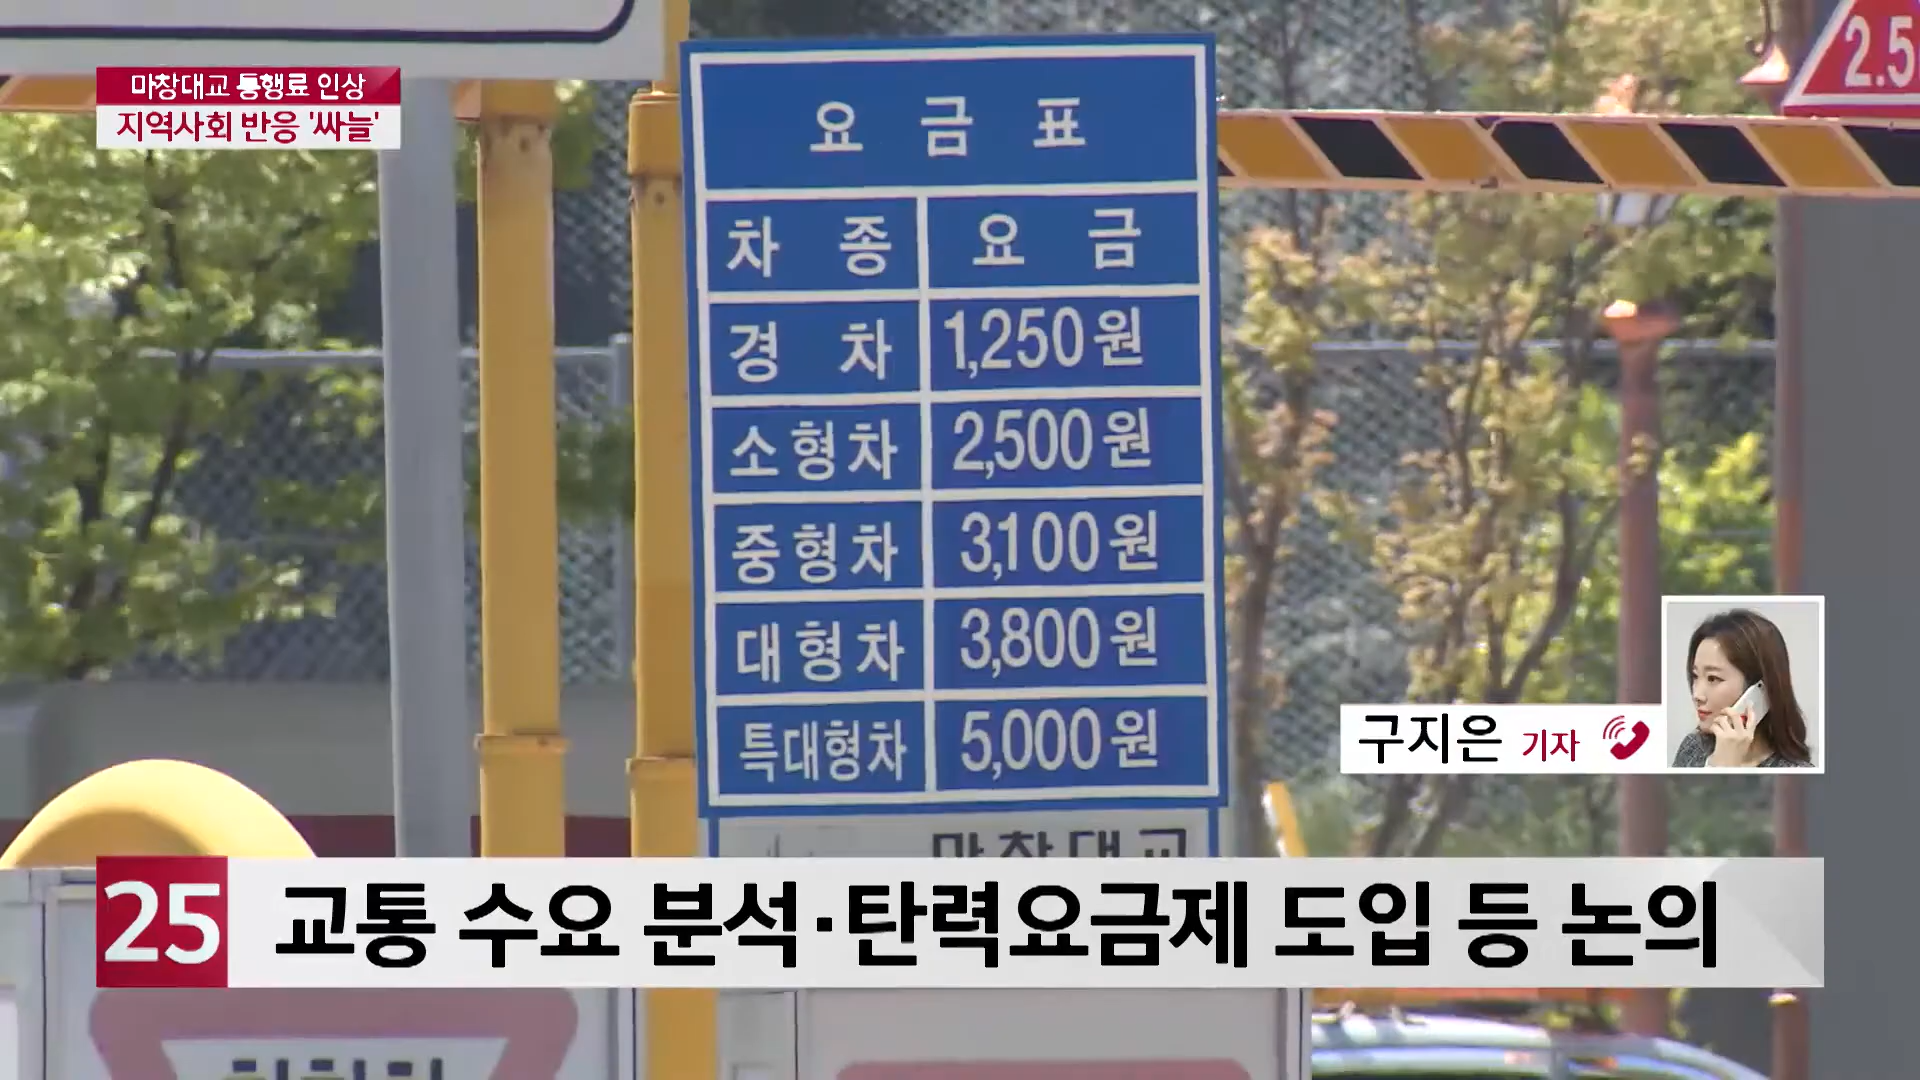 마창대교 통행료 인상
지역사회 반응 '싸늘'
2.5
요금표
차종 요금
경차 1,250원
소형차 2,500원
중형차 3,100원
대형차 3,800원
특대형차 5,000원
마창대교
구지은 기자
25 교통 수요 분석·탄력요금제 도입 등 논의